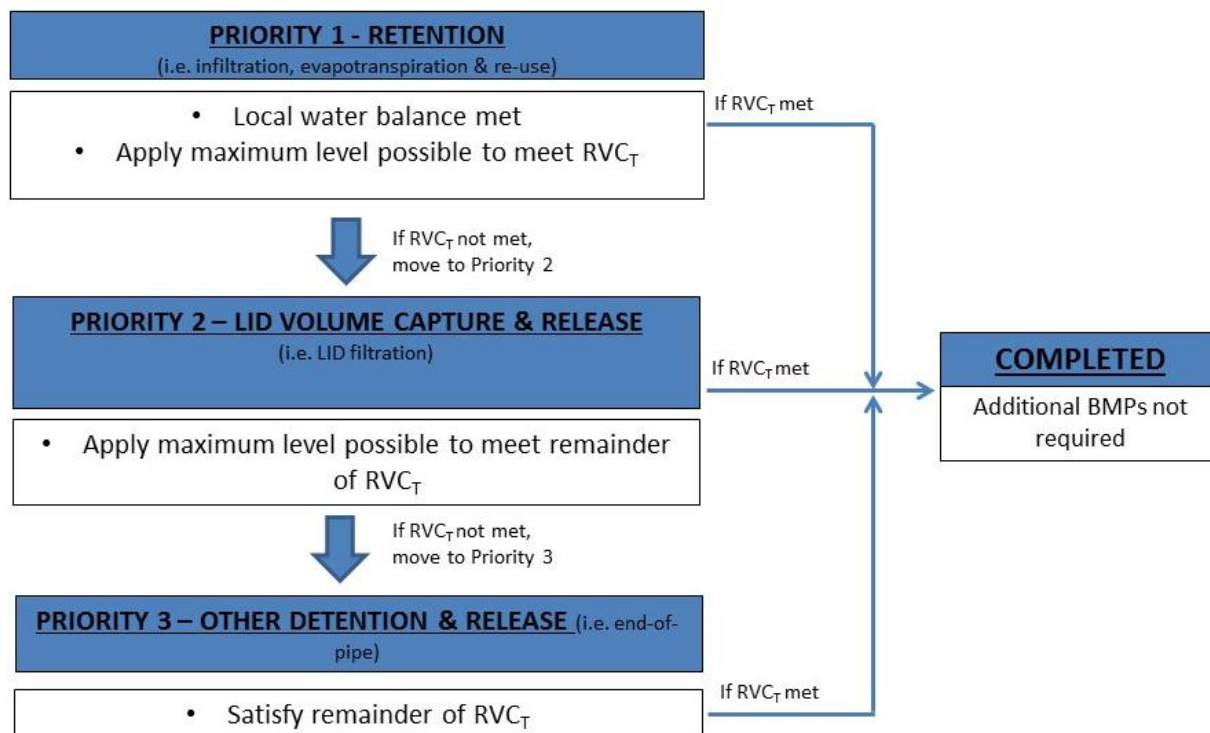 PRIORITY 1 - RETENTION
(i.e. infiltration, evapotranspiration & re-use)
• Local water balance met
• Apply maximum level possible to meet RVCT
If RVCT met
If RVCT not met,
move to Priority 2
PRIORITY 2 – LID VOLUME CAPTURE & RELEASE
(i.e. LID filtration)
• Apply maximum level possible to meet remainder
of RVCT
If RVCT met
If RVCT not met,
move to Priority 3
PRIORITY 3 – OTHER DETENTION & RELEASE (i.e. end-of-
pipe)
• Satisfy remainder of RVCT
If RVCT met
COMPLETED
Additional BMPs not
required